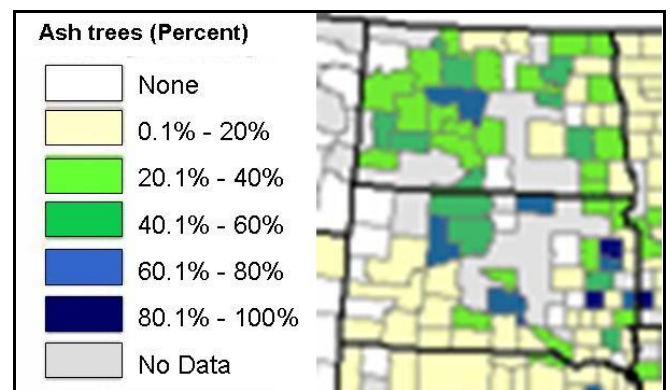 Ash trees (Percent)
None
0.1% - 20%
20.1% - 40%
40.1% - 60%
60.1% - 80%
80.1% - 100%
No Data